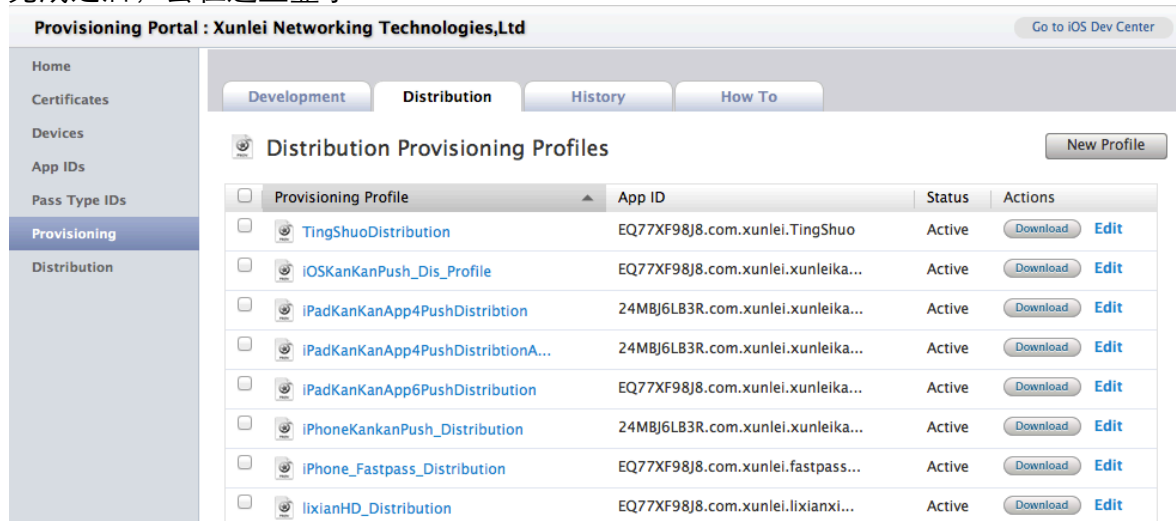 Provisioning Portal : Xunlei Networking Technologies,Ltd
Go to iOS Dev Center
Home
Certificates
Devices
App IDs
Pass Type IDs
Provisioning
Distribution
Development Distribution History How To
Distribution Provisioning Profiles
New Profile
Provisioning Profile App ID Status Actions
TingShuoDistribution EQ77XF98J8.com.xunlei.TingShuo Active Download Edit
iOSKanKanPush_Dis_Profile EQ77XF98J8.com.xunlei.xunleika... Active Download Edit
iPadKanKanApp4PushDistribtion 24MBJ6LB3R.com.xunlei.xunleika... Active Download Edit
iPadKanKanApp4PushDistribtionA... 24MBJ6LB3R.com.xunlei.xunleika... Active Download Edit
iPadKanKanApp6PushDistribution EQ77XF98J8.com.xunlei.xunleika... Active Download Edit
iPhoneKankanPush_Distribution 24MBJ6LB3R.com.xunlei.xunleika... Active Download Edit
iPhone_Fastpass_Distribution EQ77XF98J8.com.xunlei.fastpass... Active Download Edit
lixianHD_Distribution EQ77XF98J8.com.xunlei.lixianxi... Active Download Edit